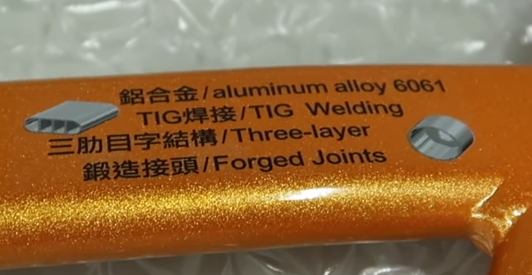 鋁合金/aluminum alloy 6061
TIG焊接/TIG Welding
三肋目字結構/Three-layer
鍛造接頭/Forged Joints